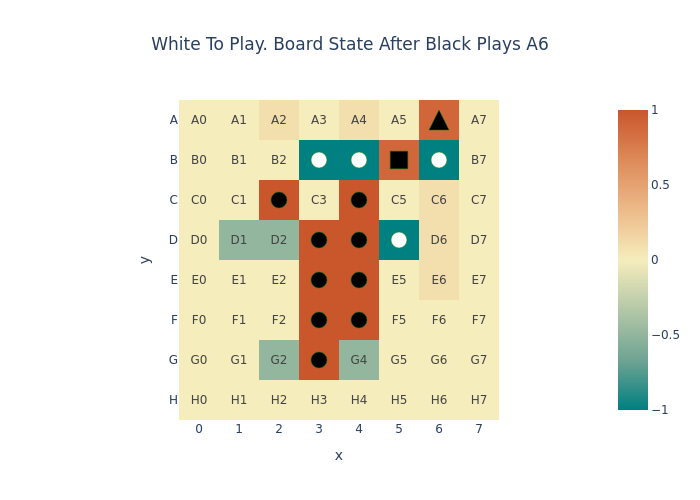 White To Play. Board State After Black Plays A6
A A0 A1 A2 A3 A4 A5 A7
B B0 B1 B2 B7
C C0 C1 C3 C5 C6 C7
D D0 D1 D2 D6 D7
E E0 E1 E2 E5 E6 E7
F F0 F1 F2 F5 F6 F7
G G0 G1 G2 G4 G5 G6 G7
H H0 H1 H2 H3 H4 H5 H6 H7
0 1 2 3 4 5 6 7
x
y
1
0.5
0
−0.5
−1